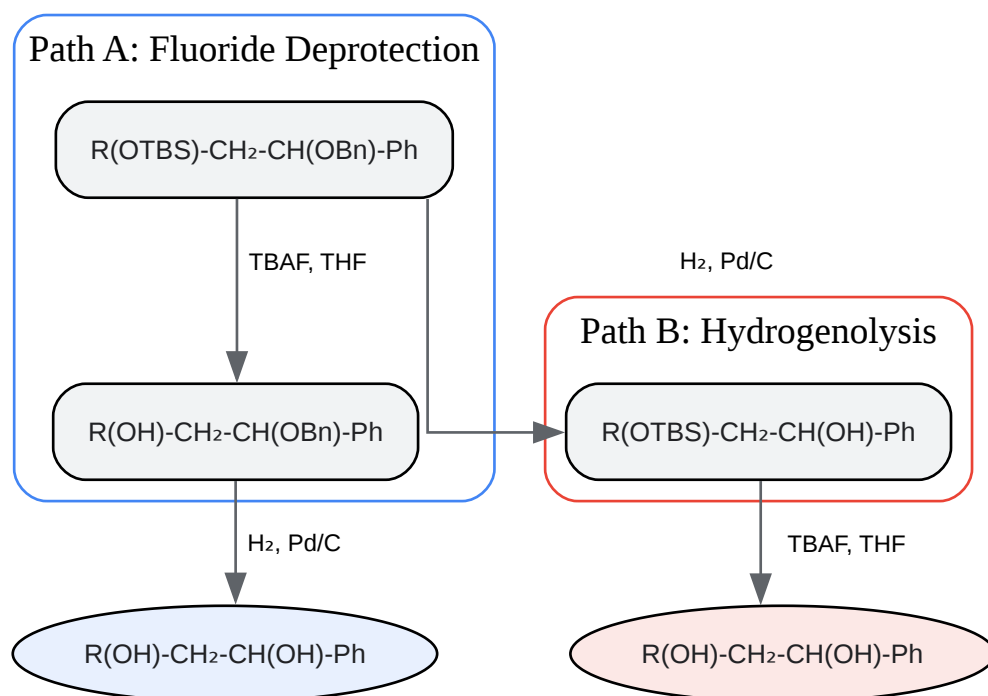 Path A: Fluoride Deprotection
R(OTBS)-CH₂-CH(OBn)-Ph
TBAF, THF
H₂, Pd/C
Path B: Hydrogenolysis
R(OH)-CH₂-CH(OBn)-Ph
R(OTBS)-CH₂-CH(OH)-Ph
H₂, Pd/C
TBAF, THF
R(OH)-CH₂-CH(OH)-Ph
R(OH)-CH₂-CH(OH)-Ph